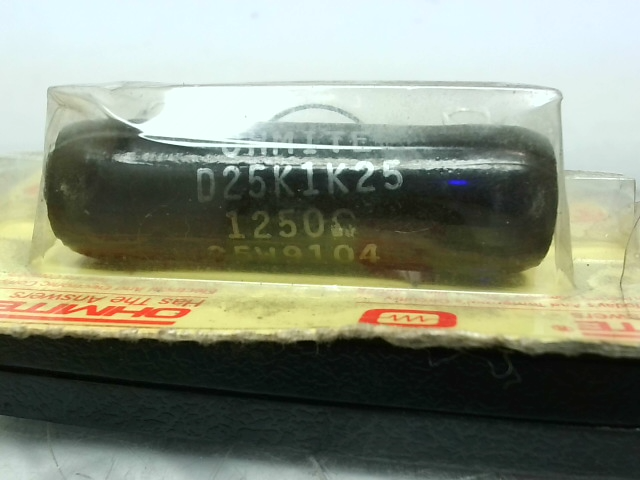 OHMITE
D25K1K25
1250Ω
25W9104
OHMITE
Has The Answers